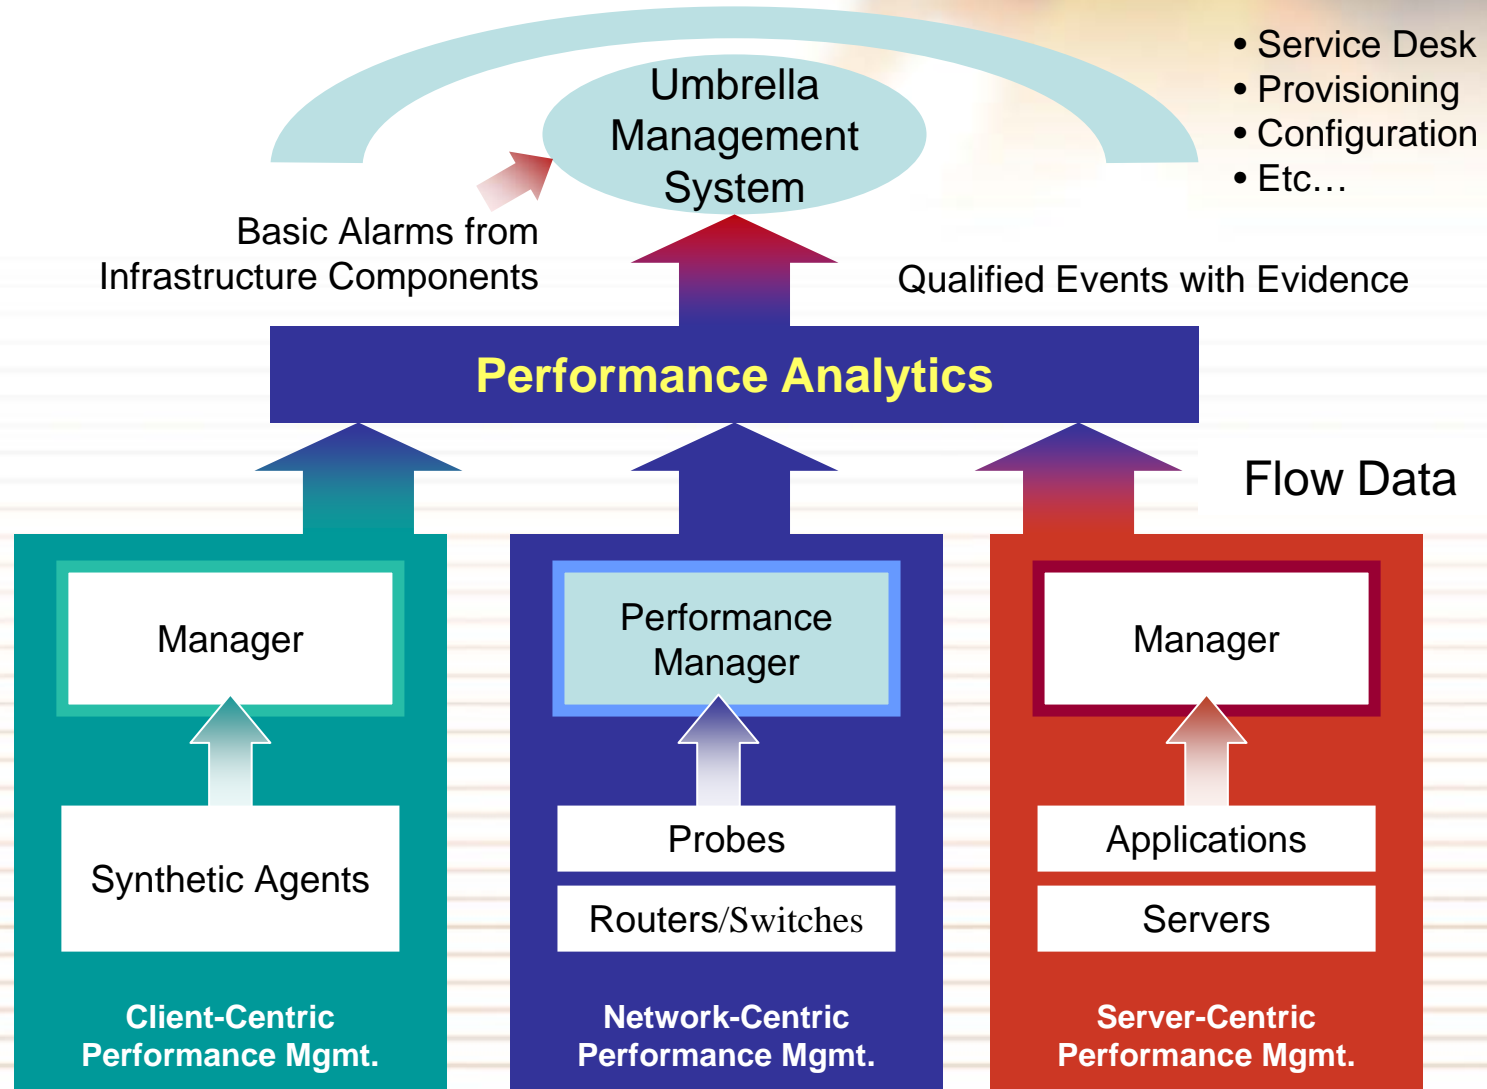 Umbrella
Management
System
• Service Desk
• Provisioning
• Configuration
• Etc…
Basic Alarms from
Infrastructure Components
Qualified Events with Evidence
Performance Analytics
Flow Data
Manager
Synthetic Agents
Client-Centric
Performance Mgmt.
Performance
Manager
Probes
Routers/Switches
Network-Centric
Performance Mgmt.
Manager
Applications
Servers
Server-Centric
Performance Mgmt.